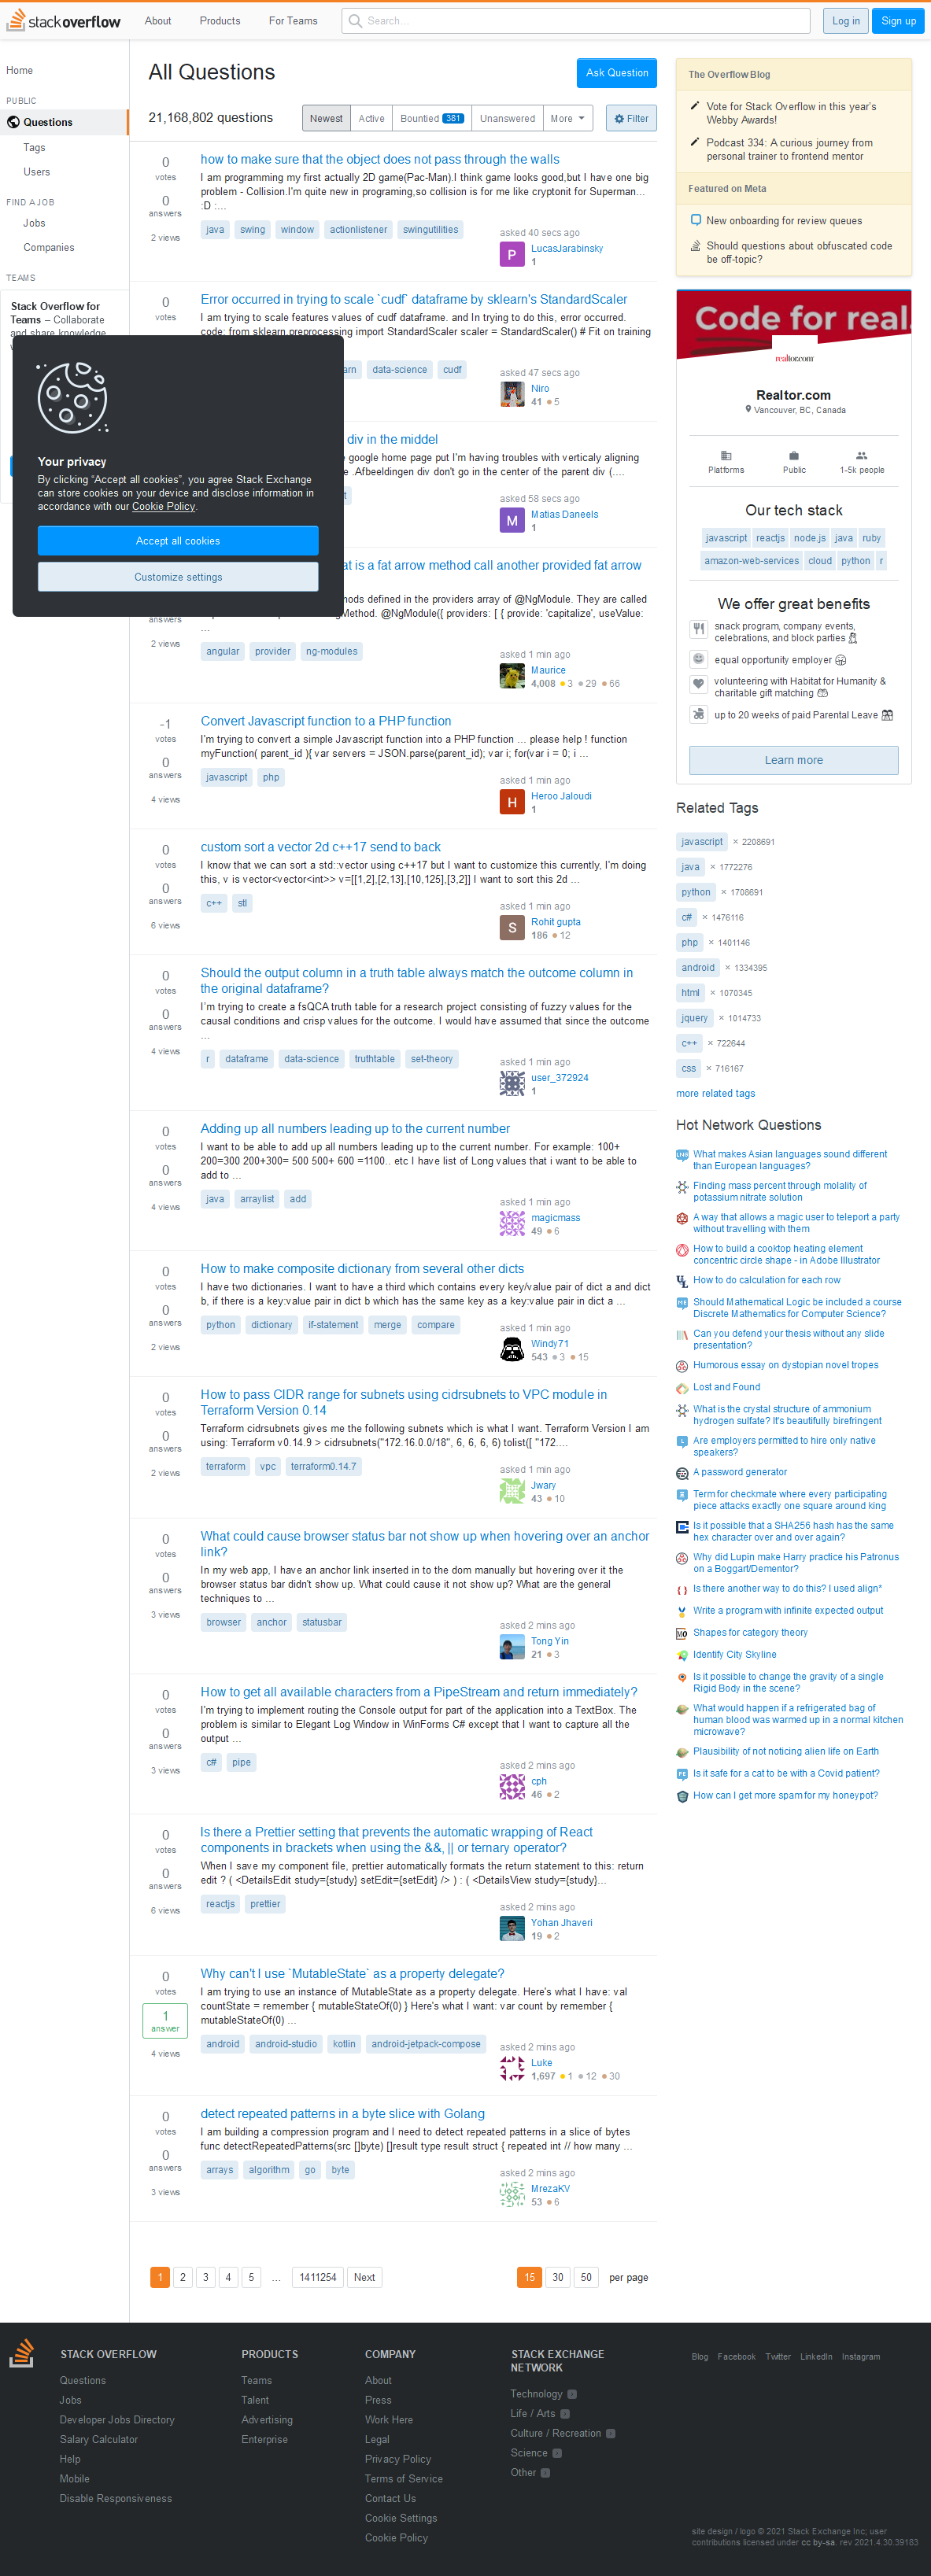 stackoverflow
About
Products
For Teams
Search...
Log in
Sign up
Home
PUBLIC
Questions
Tags
Users
FIND A JOB
Jobs
Companies
TEAMS
Stack Overflow for
Teams – Collaborate
and share knowledge
Your privacy
By clicking “Accept all cookies”, you agree Stack Exchange
can store cookies on your device and disclose information in
accordance with our Cookie Policy.
Accept all cookies
Customize settings
All Questions
Ask Question
21,168,802 questions
Newest
Active
Bountied 381
Unanswered
More
Filter
0
votes
0
answers
2 views
how to make sure that the object does not pass through the walls
I am programming my first actually 2D game(Pac-Man).I think game looks good,but I have one big
problem - Collision.I'm quite new in programing,so collision is for me like cryptonit for Superman...
:D :...
java swing window actionlistener swingutilities
asked 40 secs ago
LucasJarabinsky
1
0
votes
Error occurred in trying to scale `cudf` dataframe by sklearn's StandardScaler
I am trying to scale features values of cudf dataframe. and In trying to do this, error occurred.
code: from sklearn.preprocessing import StandardScaler scaler = StandardScaler() # Fit on training
arn data-science cudf
asked 47 secs ago
Niro
41 5
div in the middel
google home page put I'm having troubles with verticaly aligning
e .Afbeeldingen div don't go in the center of the parent div (....
t
asked 58 secs ago
Matias Daneels
1
at is a fat arrow method call another provided fat arrow
hods defined in the providers array of @NgModule. They are called
gMethod. @NgModule({ providers: [ { provide: 'capitalize', useValue:
...
answers
2 views
angular provider ng-modules
asked 1 min ago
Maurice
4,008 3 29 66
-1
votes
0
answers
4 views
Convert Javascript function to a PHP function
I'm trying to convert a simple Javascript function into a PHP function ... please help ! function
myFunction( parent_id ){ var servers = JSON.parse(parent_id); var i; for(var i = 0; i ...
javascript php
asked 1 min ago
Heroo Jaloudi
1
0
votes
0
answers
6 views
custom sort a vector 2d c++17 send to back
I know that we can sort a std::vector using c++17 but I want to customize this currently, I'm doing
this, v is vector<vector<int>> v=[[1,2],[2,13],[10,125],[3,2]] I want to sort this 2d ...
c++ stl
asked 1 min ago
Rohit gupta
186 12
0
votes
0
answers
4 views
Should the output column in a truth table always match the outcome column in
the original dataframe?
I'm trying to create a fsQCA truth table for a research project consisting of fuzzy values for the
causal conditions and crisp values for the outcome. I would have assumed that since the outcome
...
r dataframe data-science truthtable set-theory
asked 1 min ago
user_372924
1
0
votes
0
answers
4 views
Adding up all numbers leading up to the current number
I want to be able to add up all numbers leading up to the current number. For example: 100+
200=300 200+300= 500 500+ 600 =1100.. etc I have list of Long values that i want to be able to
add to ...
java arraylist add
asked 1 min ago
magicmass
49 6
0
votes
0
answers
2 views
How to make composite dictionary from several other dicts
I have two dictionaries. I want to have a third which contains every key/value pair of dict a and dict
b, if there is a key:value pair in dict b which has the same key as a key:value pair in dict a ...
python dictionary if-statement merge compare
asked 1 min ago
Windy71
543 3 15
0
votes
0
answers
2 views
How to pass CIDR range for subnets using cidrsubnets to VPC module in
Terraform Version 0.14
Terraform cidrsubnets gives me the following subnets which is what I want. Terraform Version I am
using: Terraform v0.14.9 > cidrsubnets("172.16.0.0/18", 6, 6, 6, 6) tolist([ "172....
terraform vpc terraform0.14.7
asked 1 min ago
Jwary
43 10
0
votes
0
answers
3 views
What could cause browser status bar not show up when hovering over an anchor
link?
In my web app, I have an anchor link inserted in to the dom manually but hovering over it the
browser status bar didn't show up. What could cause it not show up? What are the general
techniques to ...
browser anchor statusbar
asked 2 mins ago
Tong Yin
21 3
0
votes
0
answers
3 views
How to get all available characters from a PipeStream and return immediately?
I'm trying to implement routing the Console output for part of the application into a TextBox. The
problem is similar to Elegant Log Window in WinForms C# except that I want to capture all the
output ...
c# pipe
asked 2 mins ago
cph
46 2
0
votes
0
answers
6 views
Is there a Prettier setting that prevents the automatic wrapping of React
components in brackets when using the &&, || or ternary operator?
When I save my component file, prettier automatically formats the return statement to this: return
edit ? ( <DetailsEdit study={study} setEdit={setEdit} /> ) : ( <DetailsView study={study}...
reactjs prettier
asked 2 mins ago
Yohan Jhaveri
19 2
0
votes
1
answer
4 views
Why can't I use `MutableState` as a property delegate?
I am trying to use an instance of MutableState as a property delegate. Here's what I have: val
countState = remember { mutableStateOf(0) } Here's what I want: var count by remember {
mutableStateOf(0) ...
android android-studio kotlin android-jetpack-compose
asked 2 mins ago
Luke
1,697 1 12 30
0
votes
0
answers
3 views
detect repeated patterns in a byte slice with Golang
I am building a compression program and I need to detect repeated patterns in a slice of bytes
func detectRepeatedPatterns(src []byte) []result type result struct { repeated int // how many ...
arrays algorithm go byte
asked 2 mins ago
MrezaKV
53 6
1 2 3 4 5 ... 1411254 Next
15 30 50 per page
The Overflow Blog
Vote for Stack Overflow in this year's
Webby Awards!
Podcast 334: A curious journey from
personal trainer to frontend mentor
Featured on Meta
New onboarding for review queues
Should questions about obfuscated code
be off-topic?
Code for real
realtor.com
Realtor.com
Vancouver, BC, Canada
Platforms
Public
1-5k people
Our tech stack
javascript reactjs node.js java ruby
amazon-web-services cloud python r
We offer great benefits
snack program, company events,
celebrations, and block parties
equal opportunity employer
volunteering with Habitat for Humanity &
charitable gift matching
up to 20 weeks of paid Parental Leave
Learn more
Related Tags
javascript × 2208691
java × 1772276
python × 1708691
c# × 1476116
php × 1401146
android × 1334395
html × 1070345
jquery × 1014733
c++ × 722644
css × 716167
more related tags
Hot Network Questions
What makes Asian languages sound different
than European languages?
Finding mass percent through molality of
potassium nitrate solution
A way that allows a magic user to teleport a party
without travelling with them
How to build a cooktop heating element
concentric circle shape - in Adobe Illustrator
How to do calculation for each row
Should Mathematical Logic be included a course
Discrete Mathematics for Computer Science?
Can you defend your thesis without any slide
presentation?
Humorous essay on dystopian novel tropes
Lost and Found
What is the crystal structure of ammonium
hydrogen sulfate? It's beautifully birefringent
Are employers permitted to hire only native
speakers?
A password generator
Term for checkmate where every participating
piece attacks exactly one square around king
Is it possible that a SHA256 hash has the same
hex character over and over again?
Why did Lupin make Harry practice his Patronus
on a Boggart/Dementor?
Is there another way to do this? I used align*
Write a program with infinite expected output
Shapes for category theory
Identify City Skyline
Is it possible to change the gravity of a single
Rigid Body in the scene?
What would happen if a refrigerated bag of
human blood was warmed up in a normal kitchen
microwave?
Plausibility of not noticing alien life on Earth
Is it safe for a cat to be with a Covid patient?
How can I get more spam for my honeypot?
STACK OVERFLOW
Questions
Jobs
Developer Jobs Directory
Salary Calculator
Help
Mobile
Disable Responsiveness
PRODUCTS
Teams
Talent
Advertising
Enterprise
COMPANY
About
Press
Work Here
Legal
Privacy Policy
Terms of Service
Contact Us
Cookie Settings
Cookie Policy
STACK EXCHANGE
NETWORK
Technology
Life / Arts
Culture / Recreation
Science
Other
Blog Facebook Twitter LinkedIn Instagram
site design / logo © 2021 Stack Exchange Inc; user
contributions licensed under cc by-sa. rev 2021.4.30.39183